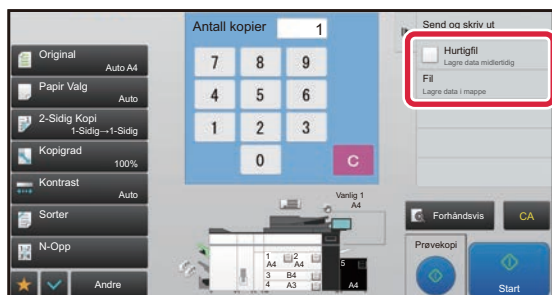 Original
Auto A4
Papir Valg
Auto
2-Sidig Kopi
1-Sidig→1-Sidig
Kopigrad
100%
Kontrast
Auto
Sorter
N-Opp
Andre
Antall kopier
1
7 8 9
4 5 6
1 2 3
0 C
Vanlig 1
A4
1 A4
2 A4
3 B4
4 A3
5 A4
Send og skriv ut
Hurtigfil
Lagre data midlertidig
Fil
Lagre data i mappe
Forhåndsvis
CA
Prøvekopi
Start